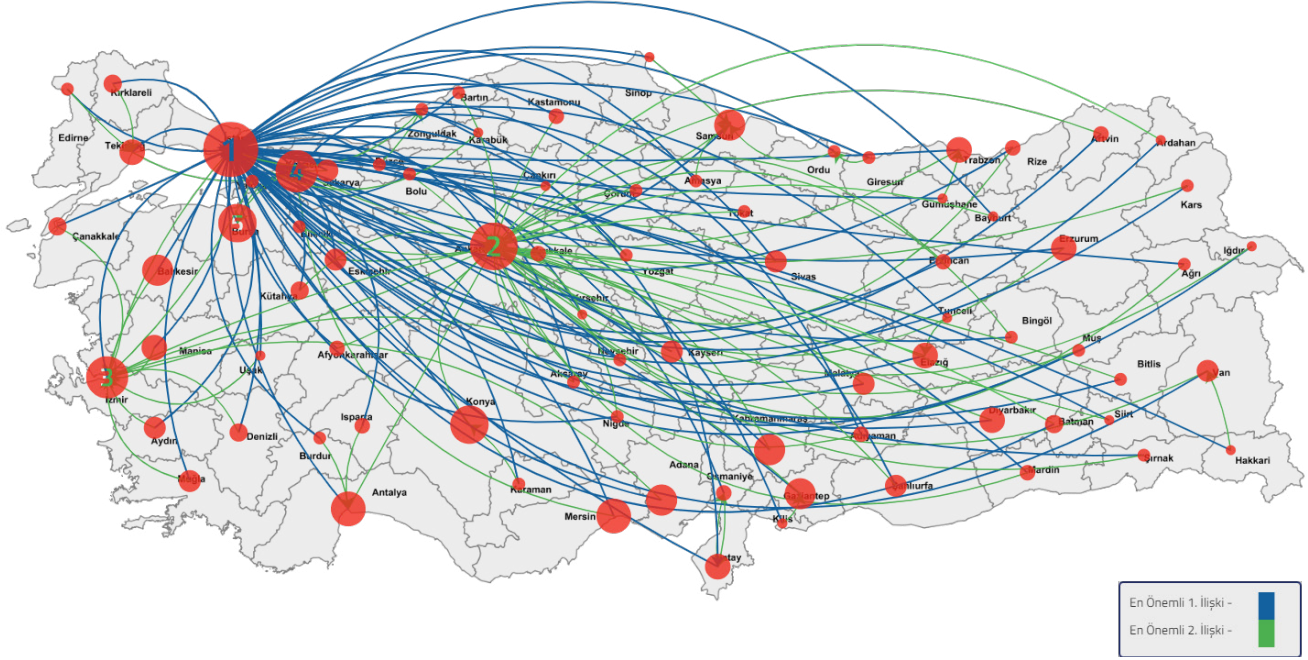 Kırklareli
Edirne
Tekirdağ
1
Bartın
Zonguldak
Karabük
Kastamonu
Sinop
Samsun
4
Sakarya
Düzce
Bolu
Çankırı
Çorum
Amasya
Tokat
Ordu
Giresun
Trabzon
Rize
Artvin
Ardahan
Gümüşhane
Bayburt
Kars
Çanakkale
5
Bursa
Bilecik
Eskişehir
2
Kırıkkale
Yozgat
Sivas
Erzincan
Erzurum
Ağrı
Iğdır
Balıkesir
Kütahya
Kırşehir
Tunceli
Bingöl
Muş
Manisa
Afyonkarahisar
Uşak
Nevşehir
Kayseri
Aksaray
Malatya
Elazığ
Bitlis
Van
3
İzmir
Aydın
Denizli
Isparta
Burdur
Konya
Niğde
Kahramanmaraş
Adıyaman
Diyarbakır
Batman
Siirt
Şırnak
Hakkari
Muğla
Antalya
Karaman
Mersin
Adana
Osmaniye
Gaziantep
Kilis
Şanlıurfa
Mardin
Hatay
En Önemli 1. İlişki -
En Önemli 2. İlişki -